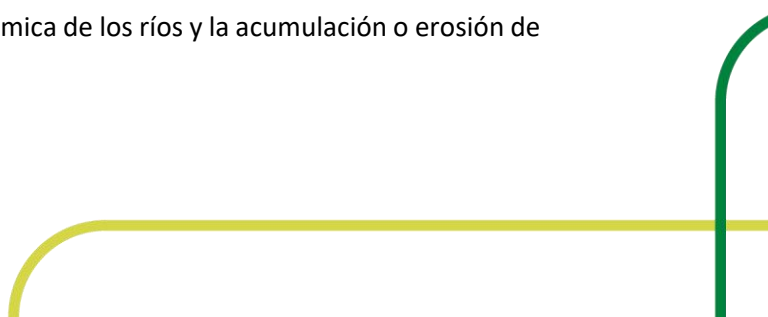 mica de los ríos y la acumulación o erosión de